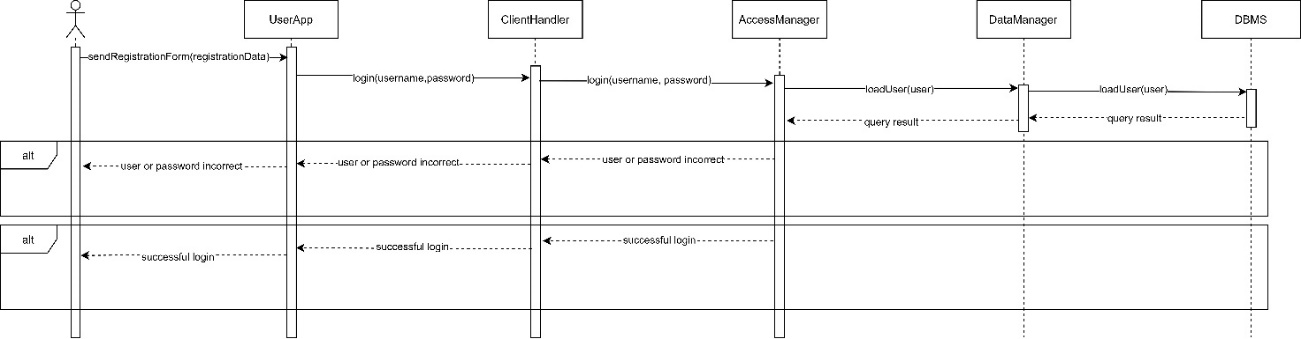 UserApp
ClientHandler
AccessManager
DataManager
DBMS
sendRegistrationForm(registrationData)
login(username,password)
login(username, password)
loadUser(user)
loadUser(user)
query result
query result
alt
user or password incorrect
user or password incorrect
user or password incorrect
alt
successful login
successful login
successful login